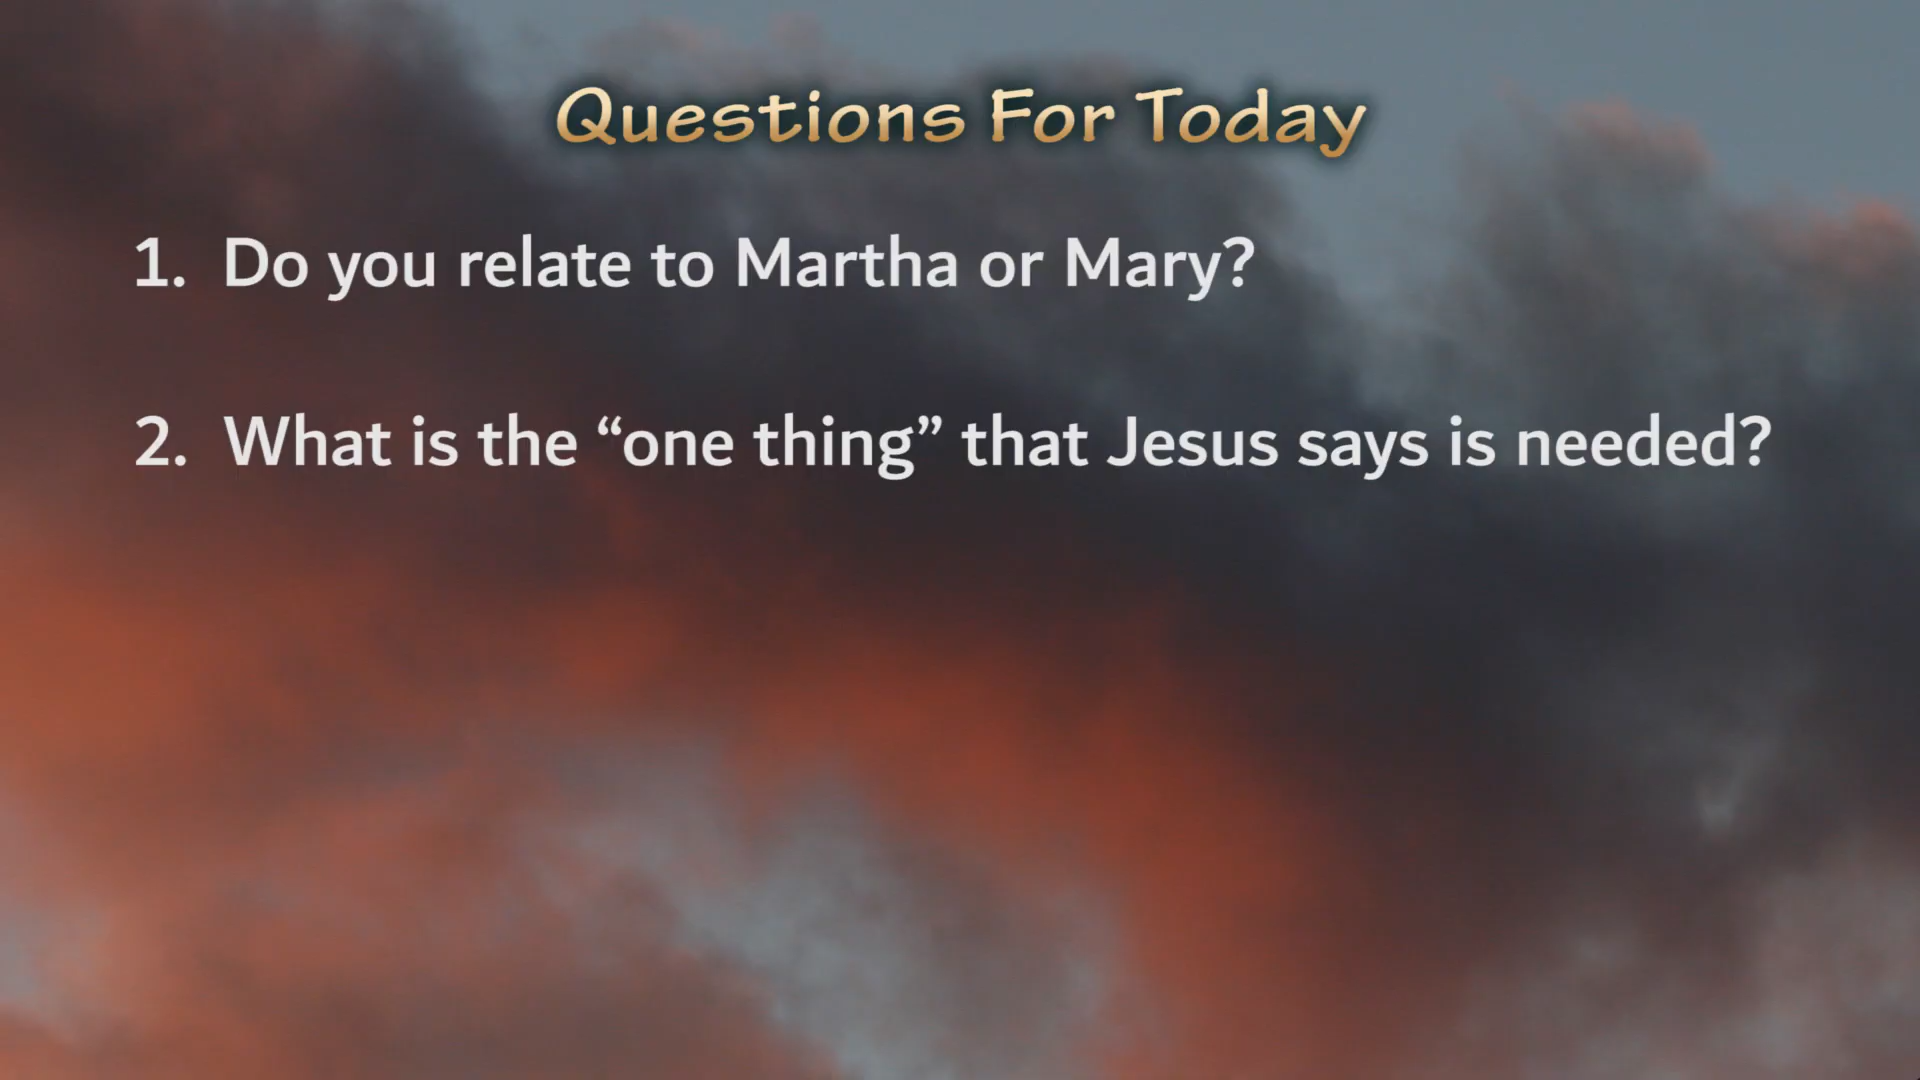 Questions For Today
1. Do you relate to Martha or Mary?
2. What is the “one thing” that Jesus says is needed?